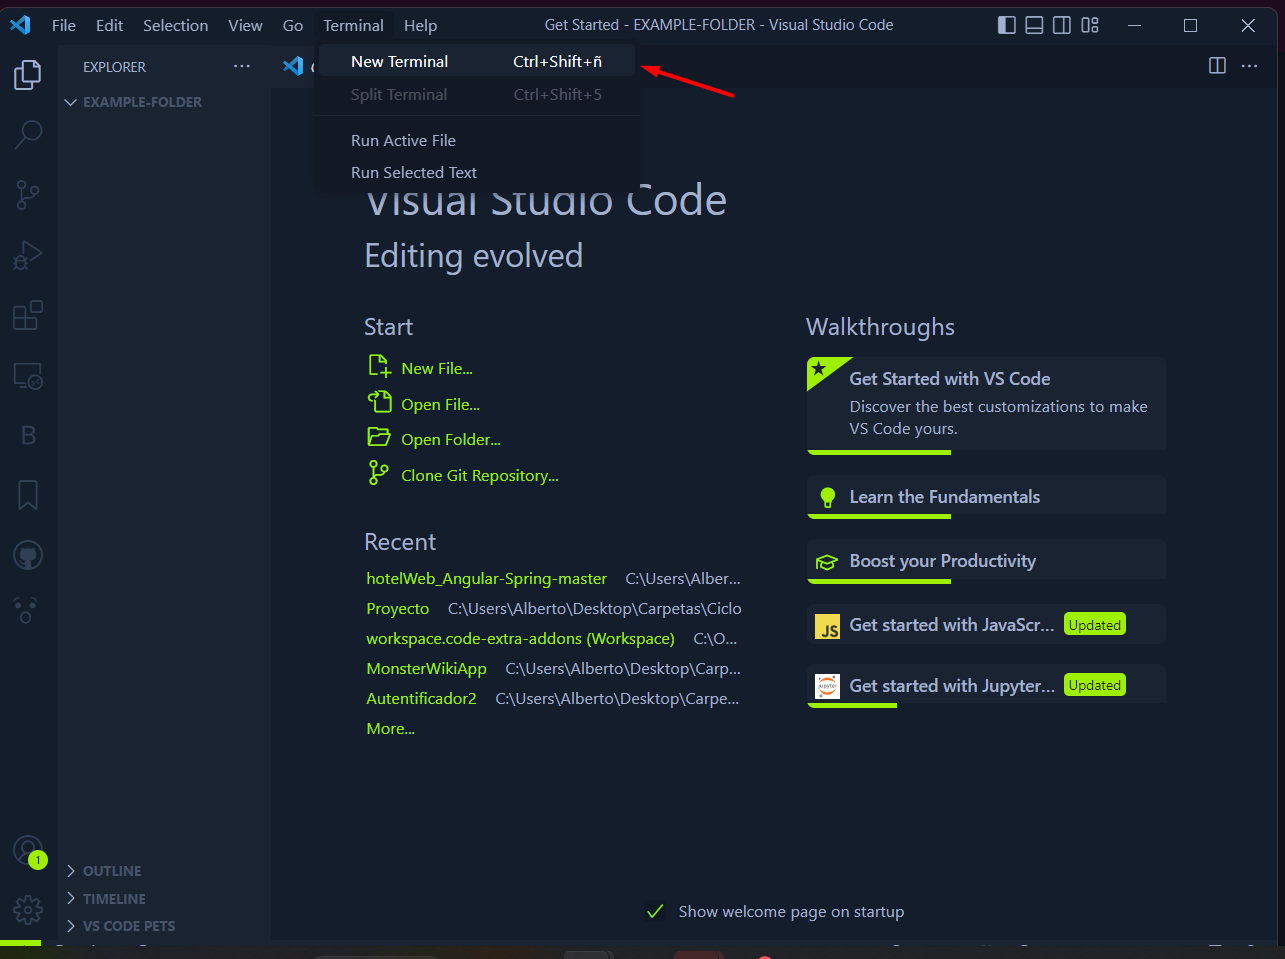 File Edit Selection View Go Terminal Help Get Started - EXAMPLE-FOLDER - Visual Studio Code
EXPLORER
EXAMPLE-FOLDER
New Terminal Ctrl+Shift+ñ
Split Terminal Ctrl+Shift+5
Run Active File
Run Selected Text
Visual Studio Code
Editing evolved
Start
New File...
Open File...
Open Folder...
Clone Git Repository...
Recent
hotelWeb_Angular-Spring-master C:\Users\Alber...
Proyecto C:\Users\Alberto\Desktop\Carpetas\Ciclo
workspace.code-extra-addons (Workspace) C:\O...
MonsterWikiApp C:\Users\Alberto\Desktop\Carp...
Autentificador2 C:\Users\Alberto\Desktop\Carpe...
More...
Walkthroughs
Get Started with VS Code
Discover the best customizations to make
VS Code yours.
Learn the Fundamentals
Boost your Productivity
JS Get started with JavaScr... Updated
jupyter Get started with Jupyter... Updated
B
1
OUTLINE
TIMELINE
VS CODE PETS
Show welcome page on startup